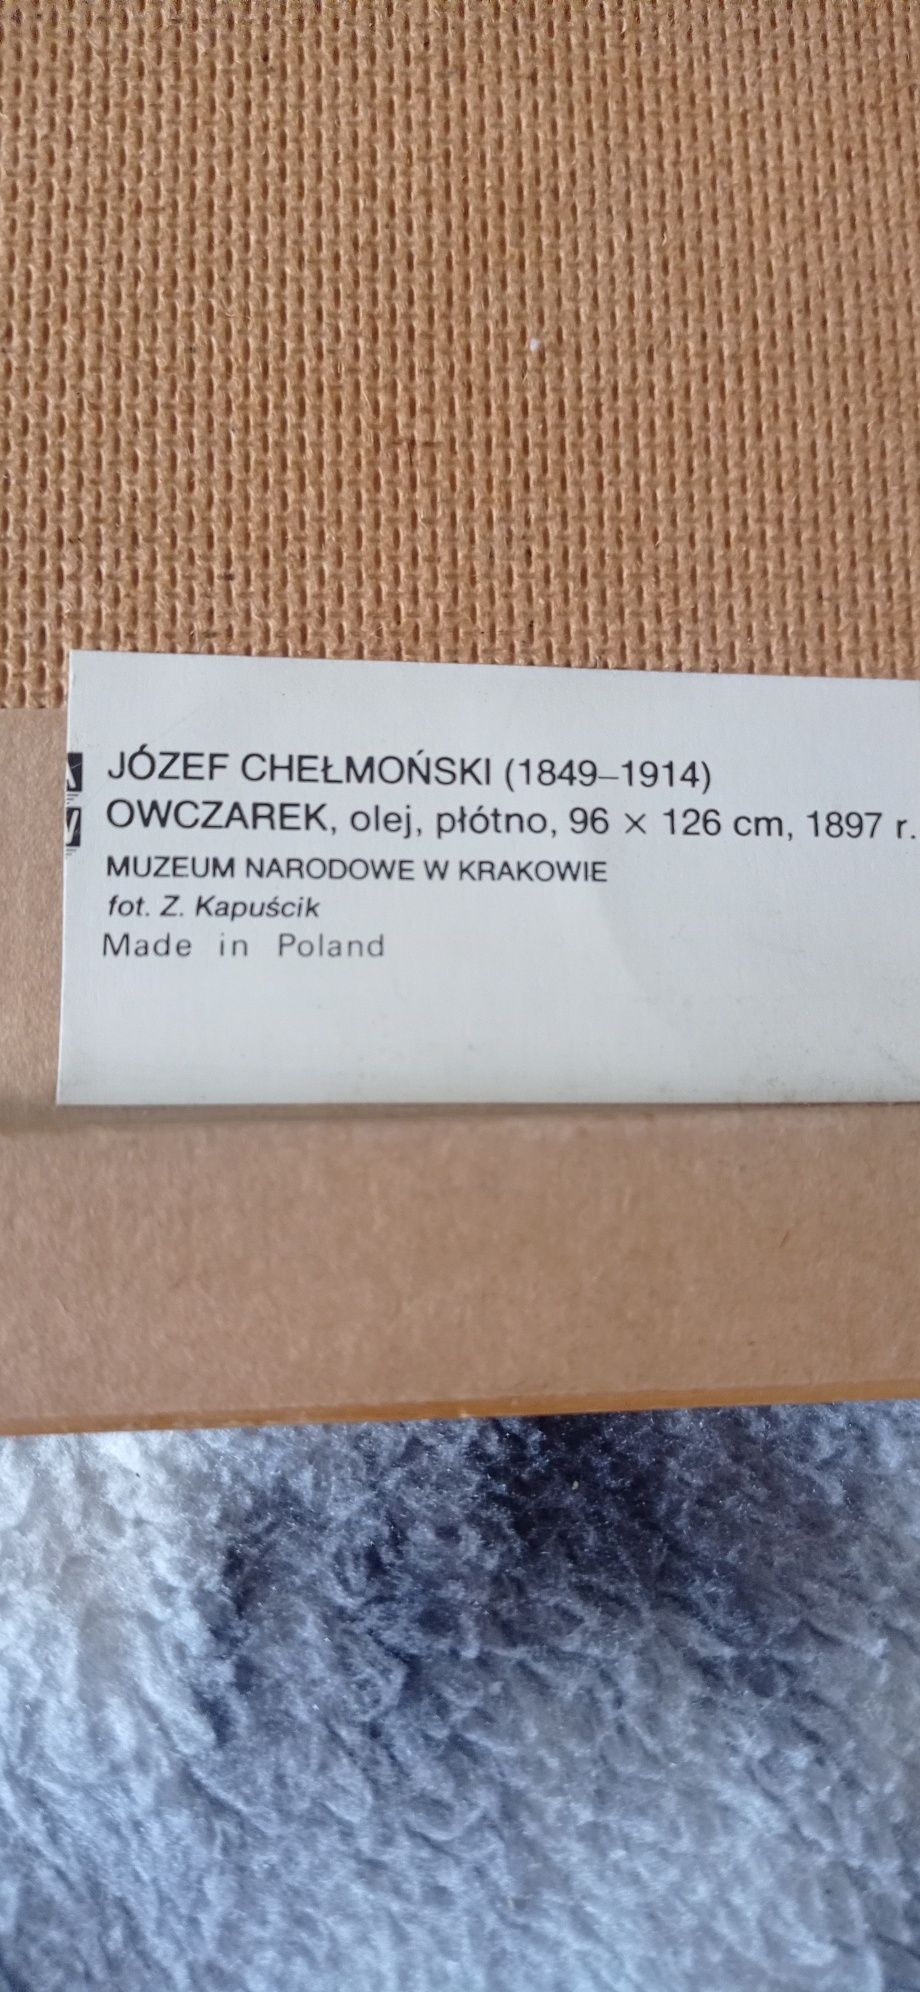 JÓZEF CHEŁMOŃSKI (1849–1914)
OWCZAREK, olej, płótno, 96 × 126 cm, 1897 r.
MUZEUM NARODOWE W KRAKOWIE
fot. Z. Kapuścik
Made in Poland